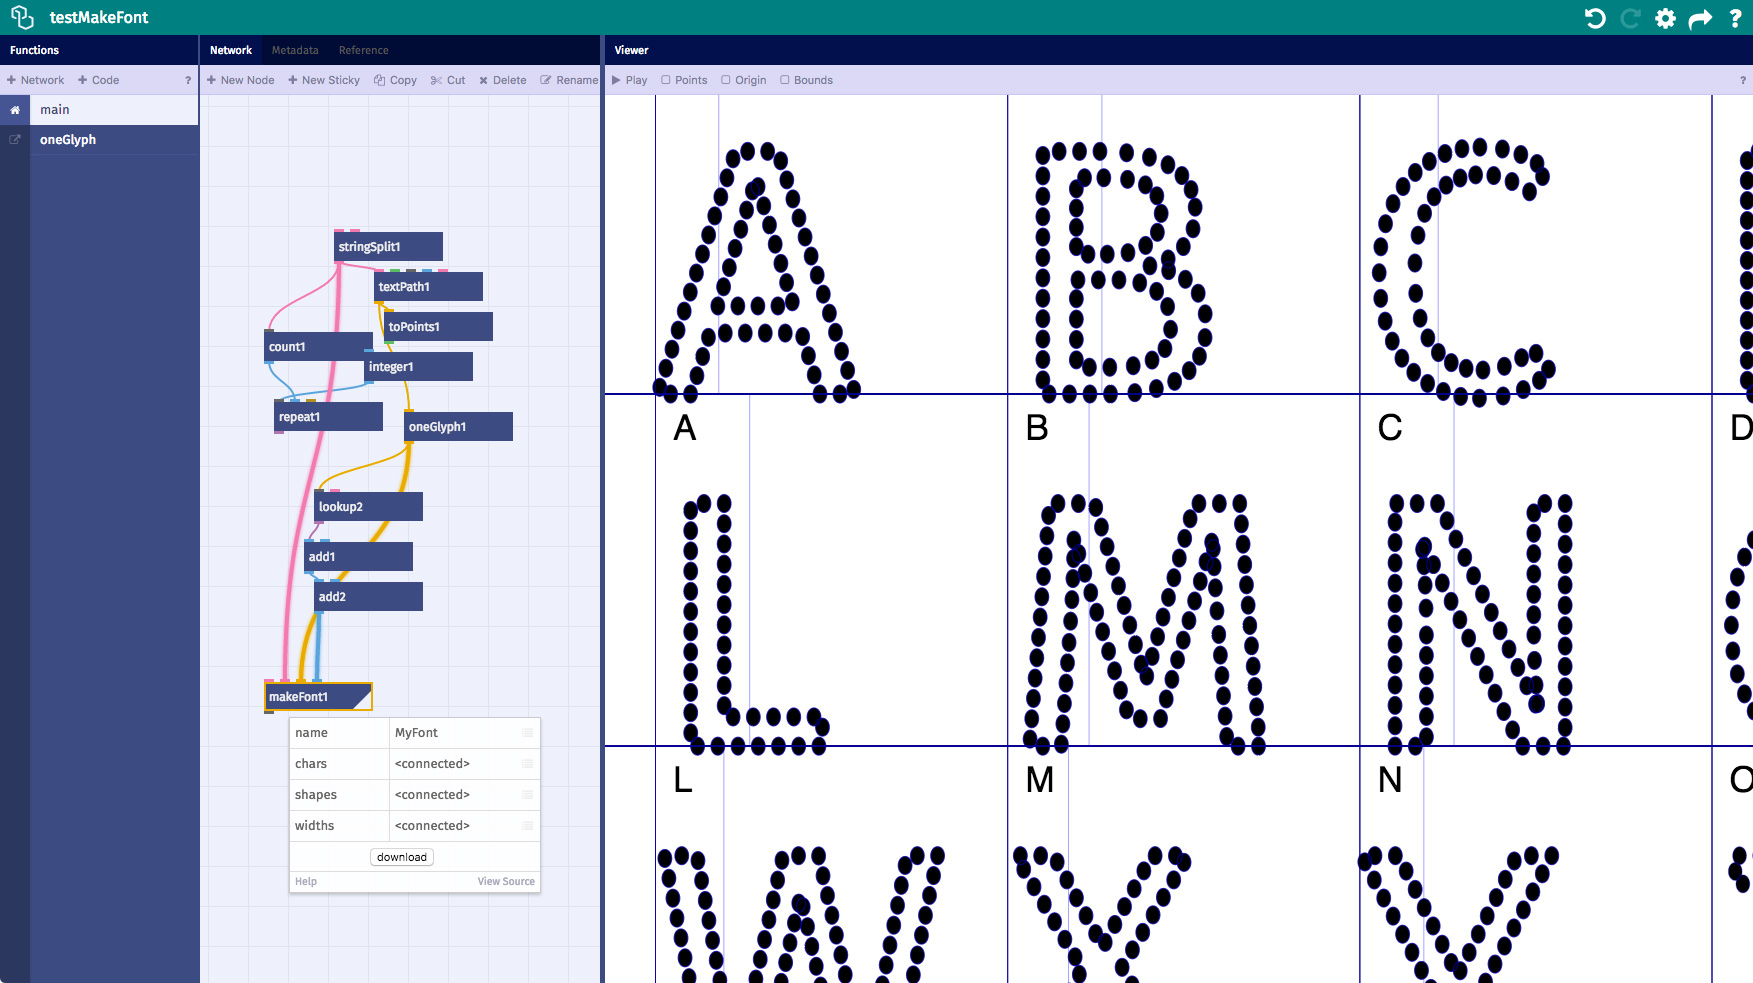 testMakeFont ?
Functions
Network Metadata Reference
Viewer
+ Network + Code ?
+ New Node + New Sticky Copy Cut Delete Rename
Play Points Origin Bounds ?
main
oneGlyph
stringSplit1
textPath1
toPoints1
count1
integer1
repeat1
oneGlyph1
lookup2
add1
add2
makeFont1
name MyFont
chars <connected>
shapes <connected>
widths <connected>
download
Help View Source
A B C D
A B C D
L M N
L M N O
W Y V